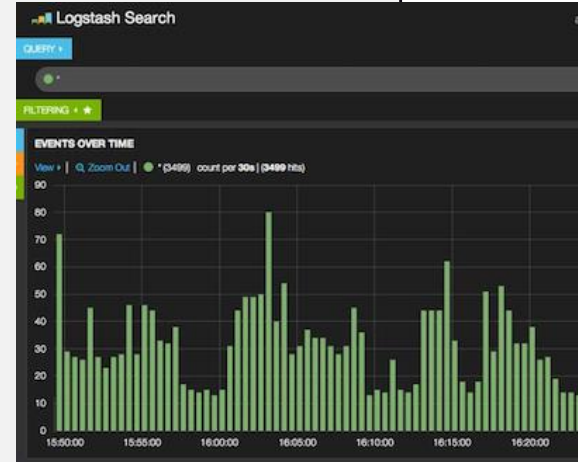 Logstash Search
QUERY
*
FILTERING
EVENTS OVER TIME
View | Zoom Out | * (3499) count per 30s | (3499 hits)
90
80
70
60
50
40
30
20
10
0
15:50:00 15:55:00 16:00:00 16:05:00 16:10:00 16:15:00 16:20:00